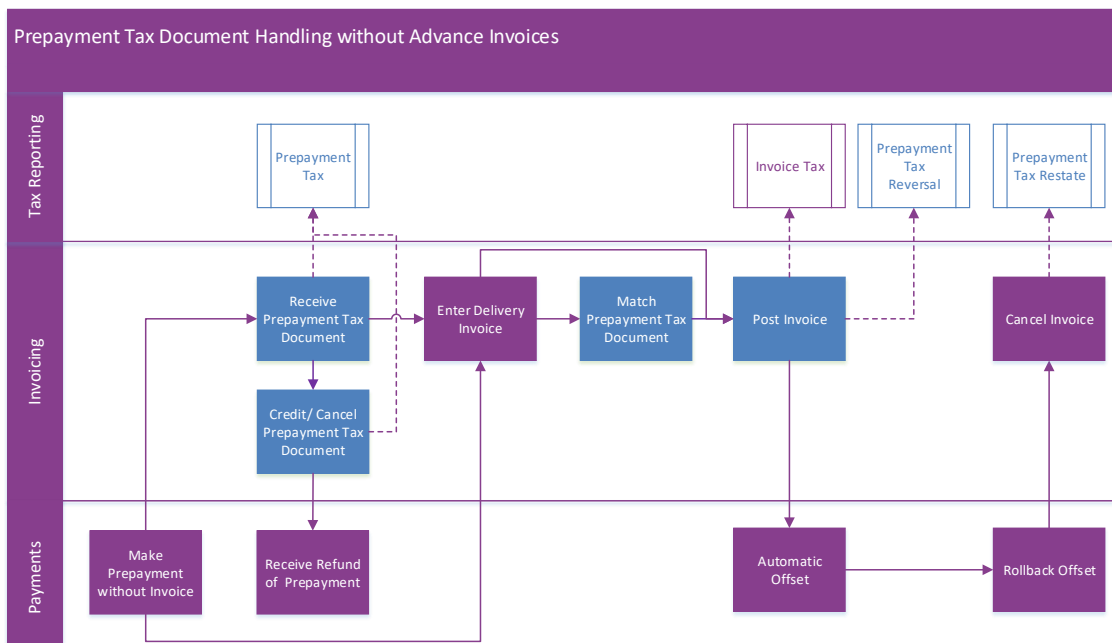 Prepayment Tax Document Handling without Advance Invoices
Tax Reporting
Prepayment
Tax
Invoice Tax
Prepayment
Tax
Reversal
Prepayment
Tax Restate
Invoicing
Receive
Prepayment Tax
Document
Enter Delivery
Invoice
Match
Prepayment Tax
Document
Post Invoice
Cancel Invoice
Credit/ Cancel
Prepayment Tax
Document
Payments
Make
Prepayment
without Invoice
Receive Refund
of Prepayment
Automatic
Offset
Rollback Offset